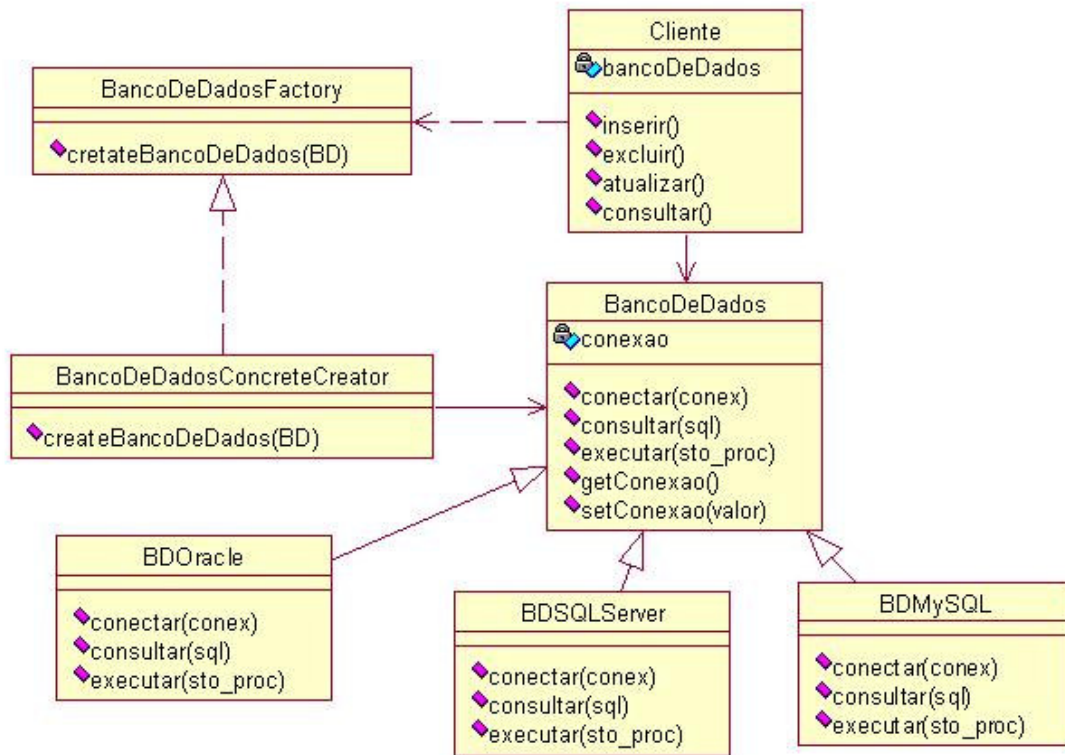 Cliente
bancoDeDados
inserir()
excluir()
atualizar()
consultar()
BancoDeDadosFactory
cretateBancoDeDados(BD)
BancoDeDados
conexao
conectar(conex)
consultar(sql)
executar(sto_proc)
getConexao()
setConexao(valor)
BancoDeDadosConcreteCreator
createBancoDeDados(BD)
BDOracle
conectar(conex)
consultar(sql)
executar(sto_proc)
BDSQLServer
conectar(conex)
consultar(sql)
executar(sto_proc)
BDMySQL
conectar(conex)
consultar(sql)
executar(sto_proc)